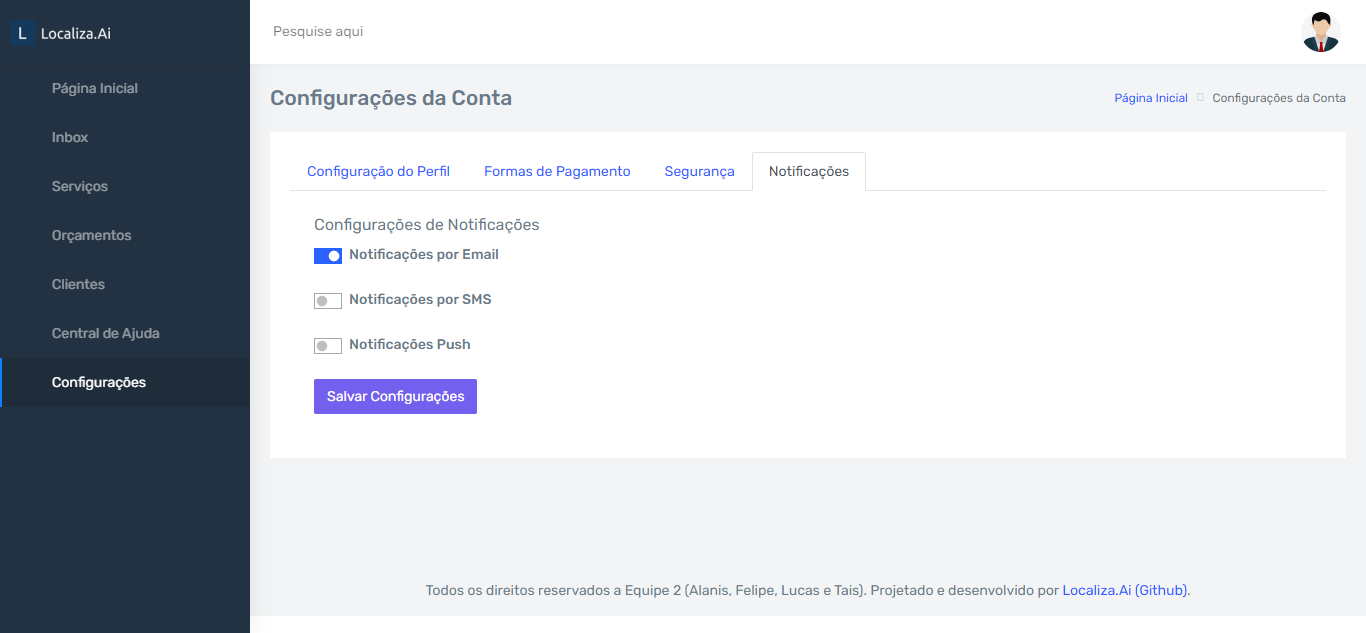 L Localiza.Ai
Pesquise aqui
Página Inicial
Inbox
Serviços
Orçamentos
Clientes
Central de Ajuda
Configurações
Configurações da Conta
Página Inicial Configurações da Conta
Configuração do Perfil Formas de Pagamento Segurança Notificações
Configurações de Notificações
Notificações por Email
Notificações por SMS
Notificações Push
Salvar Configurações
Todos os direitos reservados a Equipe 2 (Alanis, Felipe, Lucas e Tais). Projetado e desenvolvido por Localiza.Ai (Github).